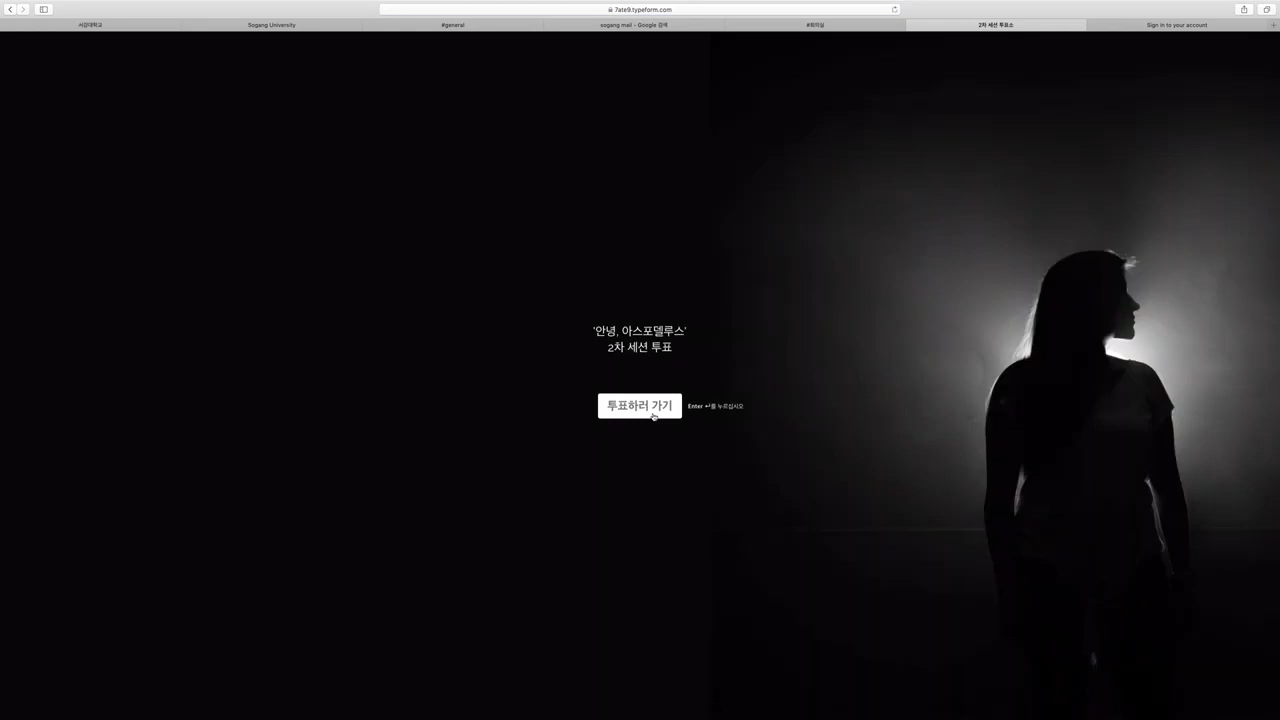 7ate9.typeform.com
서강대학교
Sogang University
#general
sogang mail - Google 검색
#회의실
2차 세션 투표소
Sign in to your account
'안녕, 아스포델루스'
2차 세션 투표
투표하러 가기
Enter ↵를 누르십시오